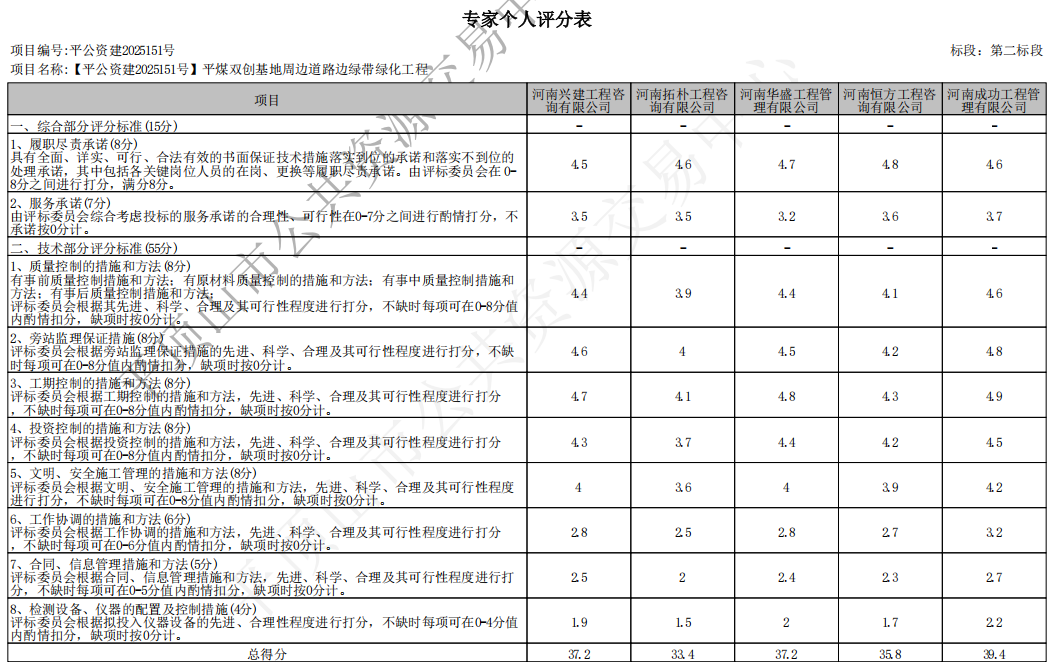 专家个人评分表
项目编号:平公资建2025151号 标段：第二标段
项目名称:【平公资建2025151号】平煤双创基地周边道路边绿带绿化工程
项目 河南兴建工程咨询有限公司 河南拓朴工程咨询有限公司 河南华盛工程管理有限公司 河南恒方工程咨询有限公司 河南成功工程管理有限公司
一、综合部分评分标准(15分) - - - - -
1、履职尽责承诺(8分)
具有全面、详实、可行、合法有效的书面保证技术措施落实到位的承诺和落实不到位的
处理承诺，其中包括各关键岗位人员的在岗、更换等履职尽责承诺。由评标委员会在0-
8分之间进行打分，满分8分。
4.5 4.6 4.7 4.8 4.6
2、服务承诺(7分)
由评标委员会综合考虑投标的服务承诺的合理性、可行性在0-7分之间进行酌情打分，不
承诺按0分计。
3.5 3.5 3.2 3.6 3.7
二、技术部分评分标准(55分) - - - - -
1、质量控制的措施和方法(8分)
有事前质量控制措施和方法；有原材料质量控制的措施和方法；有事中质量控制措施和
方法；有事后质量控制措施和方法；
评标委员会根据其先进、科学、合理及其可行性程度进行打分，不缺时每项可在0-8分值
内酌情扣分，缺项时按0分计。
4.4 3.9 4.4 4.1 4.6
2、旁站监理保证措施(8分)
评标委员会根据旁站监理保证措施的先进、科学、合理及其可行性程度进行打分，不缺
时每项可在0-8分值内酌情扣分，缺项时按0分计。
4.6 4 4.5 4.2 4.8
3、工期控制的措施和方法(8分)
评标委员会根据工期控制的措施和方法，先进、科学、合理及其可行性程度进行打分
，不缺时每项可在0-8分值内酌情扣分，缺项时按0分计。
4.7 4.1 4.8 4.3 4.9
4、投资控制的措施和方法(8分)
评标委员会根据投资控制的措施和方法，先进、科学、合理及其可行性程度进行打分
，不缺时每项可在0-8分值内酌情扣分，缺项时按0分计。
4.3 3.7 4.4 4.2 4.5
5、文明、安全施工管理的措施和方法(8分)
评标委员会根据文明、安全施工管理的措施和方法，先进、科学、合理及其可行性程度
进行打分，不缺时每项可在0-8分值内酌情扣分，缺项时按0分计。
4 3.6 4 3.9 4.2
6、工作协调的措施和方法(6分)
评标委员会根据工作协调的措施和方法，先进、科学、合理及其可行性程度进行打分
，不缺时每项可在0-6分值内酌情扣分，缺项时按0分计。
2.8 2.5 2.8 2.7 3.2
7、合同、信息管理措施和方法(5分)
评标委员会根据合同、信息管理措施和方法，先进、科学、合理及其可行性程度进行打
分，不缺时每项可在0-5分值内酌情扣分，缺项时按0分计。
2.5 2 2.4 2.3 2.7
8、检测设备、仪器的配置及控制措施(4分)
评标委员会根据拟投入仪器设备的先进、合理性程度进行打分，不缺时每项可在0-4分值
内酌情扣分，缺项时按0分计。
1.9 1.5 2 1.7 2.2
总得分 37.2 33.4 37.2 35.8 39.4
平顶山市公共资源交易中
平顶山市公共资源交易中心